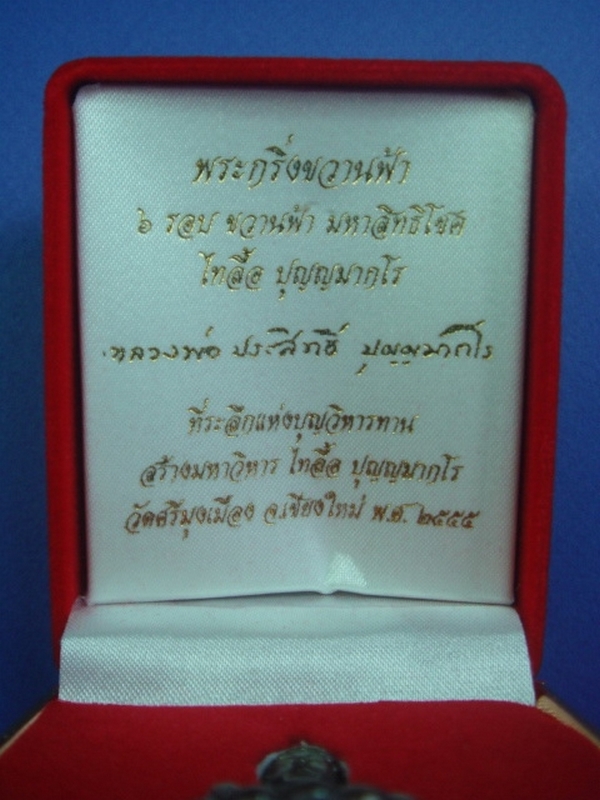 พระกริ่งขวานฟ้า
๖ รอบ ขวานฟ้า มหาสิทธิโชค
ไทลื้อ ปุญญมากโร
หลวงพ่อ ประสิทธิ์ ปุญฺญมากโร
ที่ระลึกแห่งบุญวิหารทาน
สร้างมหาวิหาร ไทลื้อ ปุญญมากโร
วัดศรีมุงเมือง จ.เชียงใหม่ พ.ศ. ๒๕๕๕